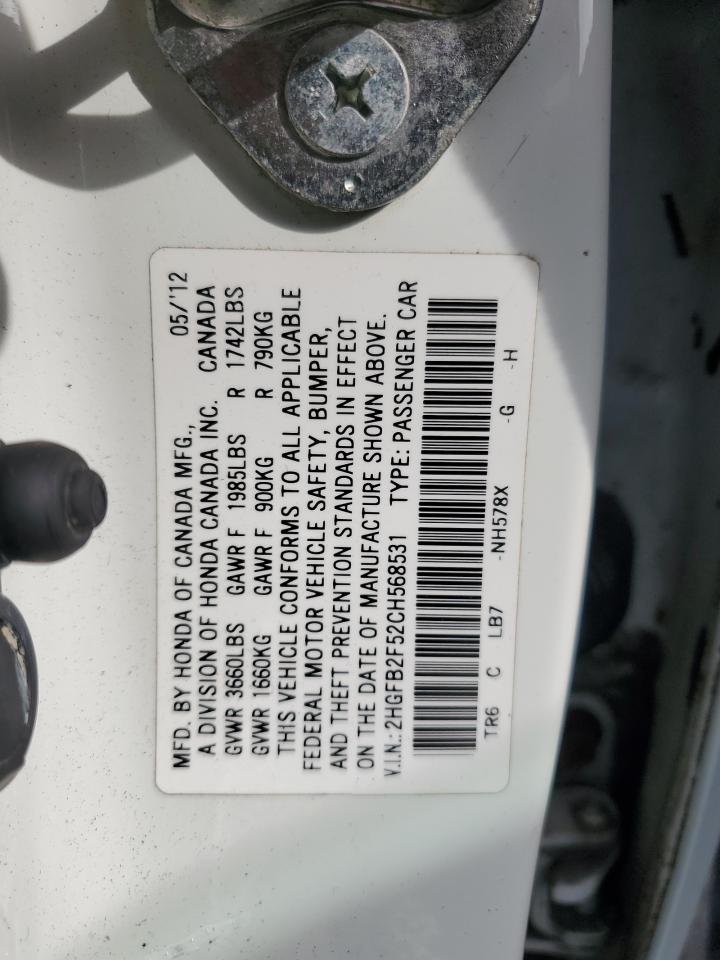 MFD. BY HONDA OF CANADA MFG., 05/'12
A DIVISION OF HONDA CANADA INC. CANADA
GVWR 3660LBS GAWR F 1985LBS R 1742LBS
GVWR 1660KG GAWR F 900KG R 790KG
THIS VEHICLE CONFORMS TO ALL APPLICABLE
FEDERAL MOTOR VEHICLE SAFETY, BUMPER,
AND THEFT PREVENTION STANDARDS IN EFFECT
ON THE DATE OF MANUFACTURE SHOWN ABOVE.
V.I.N.: 2HGFB2F52CH568531 TYPE: PASSENGER CAR
TR6 C LB7 -NH578X -G -H